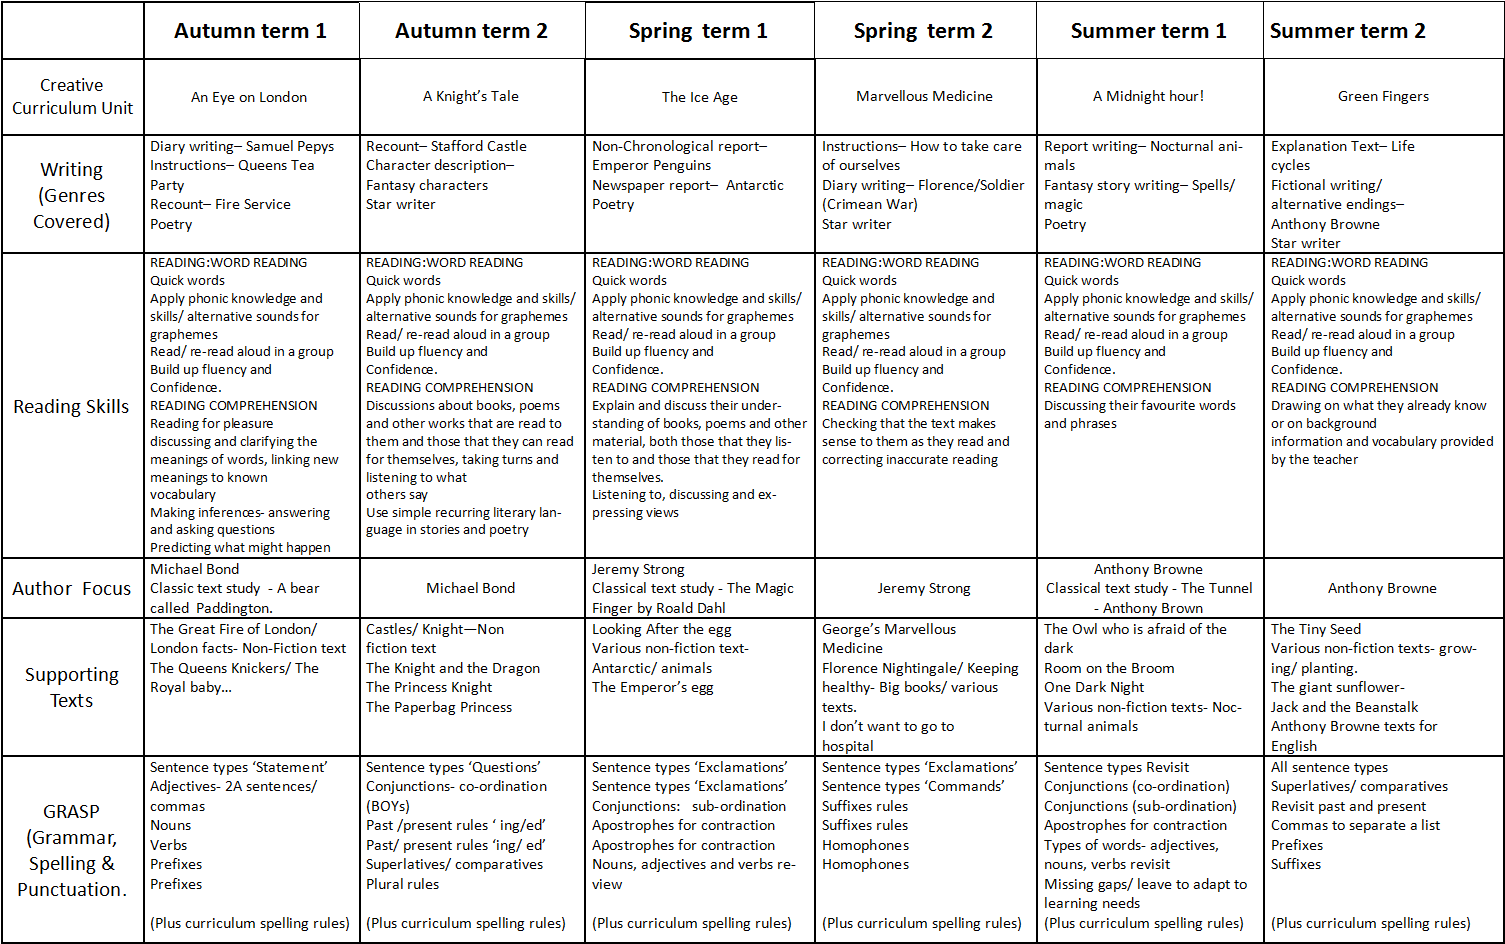 Autumn term 1
Autumn term 2
Spring  term 1
Spring  term 2
Summer term 1
Summer term 2
Creative
Curriculum Unit
An Eye on London
A Knight’s Tale
The Ice Age
Marvellous Medicine
A Midnight hour!
Green Fingers
Writing
(Genres
Covered)
Diary writing– Samuel Pepys
Instructions– Queens Tea
Party
Recount– Fire Service
Poetry
Recount– Stafford Castle
Character description–
Fantasy characters
Star writer
Non-Chronological report–
Emperor Penguins
Newspaper report–  Antarctic
Poetry
Instructions– How to take care
of ourselves
Diary writing– Florence/Soldier
(Crimean War)
Star writer
Report writing– Nocturnal ani-
mals
Fantasy story writing– Spells/
magic
Poetry
Explanation Text– Life
cycles
Fictional writing/
alternative endings–
Anthony Browne
Star writer
Reading Skills
READING:WORD READING
Quick words
Apply phonic knowledge and
skills/ alternative sounds for
graphemes
Read/ re-read aloud in a group
Build up fluency and
Confidence.
READING COMPREHENSION
Reading for pleasure
discussing and clarifying the
meanings of words, linking new
meanings to known
vocabulary
Making inferences- answering
and asking questions
Predicting what might happen
READING:WORD READING
Quick words
Apply phonic knowledge and skills/
alternative sounds for graphemes
Read/ re-read aloud in a group
Build up fluency and
Confidence.
READING COMPREHENSION
Discussions about books, poems
and other works that are read to
them and those that they can read
for themselves, taking turns and
listening to what
others say
Use simple recurring literary lan-
guage in stories and poetry
READING:WORD READING
Quick words
Apply phonic knowledge and skills/
alternative sounds for graphemes
Read/ re-read aloud in a group
Build up fluency and
Confidence.
READING COMPREHENSION
Explain and discuss their under-
standing of books, poems and other
material, both those that they lis-
ten to and those that they read for
themselves.
Listening to, discussing and ex-
pressing views
READING:WORD READING
Quick words
Apply phonic knowledge and
skills/ alternative sounds for
graphemes
Read/ re-read aloud in a group
Build up fluency and
Confidence.
READING COMPREHENSION
Checking that the text makes
sense to them as they read and
correcting inaccurate reading
READING:WORD READING
Quick words
Apply phonic knowledge and skills/
alternative sounds for graphemes
Read/ re-read aloud in a group
Build up fluency and
Confidence.
READING COMPREHENSION
Discussing their favourite words
and phrases
READING:WORD READING
Quick words
Apply phonic knowledge and skills/
alternative sounds for graphemes
Read/ re-read aloud in a group
Build up fluency and
Confidence.
READING COMPREHENSION
Drawing on what they already know
or on background
information and vocabulary provided
by the teacher
Author  Focus
Michael Bond
Classic text study  - A bear
called  Paddington.
Michael Bond
Jeremy Strong
Classical text study - The Magic
Finger by Roald Dahl
Jeremy Strong
Anthony Browne
Classical text study - The Tunnel
- Anthony Brown
Anthony Browne
Supporting
Texts
The Great Fire of London/
London facts- Non-Fiction text
The Queens Knickers/ The
Royal baby…
Castles/ Knight—Non
fiction text
The Knight and the Dragon
The Princess Knight
The Paperbag Princess
Looking After the egg
Various non-fiction text-
Antarctic/ animals
The Emperor’s egg
George’s Marvellous
Medicine
Florence Nightingale/ Keeping
healthy- Big books/ various
texts.
I don’t want to go to
hospital
The Owl who is afraid of the
dark
Room on the Broom
One Dark Night
Various non-fiction texts- Noc-
turnal animals
The Tiny Seed
Various non-fiction texts- grow-
ing/ planting.
The giant sunflower-
Jack and the Beanstalk
Anthony Browne texts for
English
GRASP
(Grammar,
Spelling &
Punctuation.
Sentence types ‘Statement’
Adjectives- 2A sentences/
commas
Nouns
Verbs
Prefixes
Prefixes
(Plus curriculum spelling rules)
Sentence types ‘Questions’
Conjunctions- co-ordination
(BOYs)
Past /present rules ‘ ing/ed’
Past/ present rules ‘ing/ ed’
Superlatives/ comparatives
Plural rules
(Plus curriculum spelling rules)
Sentence types ‘Exclamations’
Sentence types ‘Exclamations’
Conjunctions:   sub-ordination
Apostrophes for contraction
Apostrophes for contraction
Nouns, adjectives and verbs re-
view
(Plus curriculum spelling rules)
Sentence types ‘Exclamations’
Sentence types ‘Commands’
Suffixes rules
Suffixes rules
Homophones
Homophones
(Plus curriculum spelling rules)
Sentence types Revisit
Conjunctions (co-ordination)
Conjunctions (sub-ordination)
Apostrophes for contraction
Types of words- adjectives,
nouns, verbs revisit
Missing gaps/ leave to adapt to
learning needs
(Plus curriculum spelling rules)
All sentence types
Superlatives/ comparatives
Revisit past and present
Commas to separate a list
Prefixes
Suffixes
(Plus curriculum spelling rules)